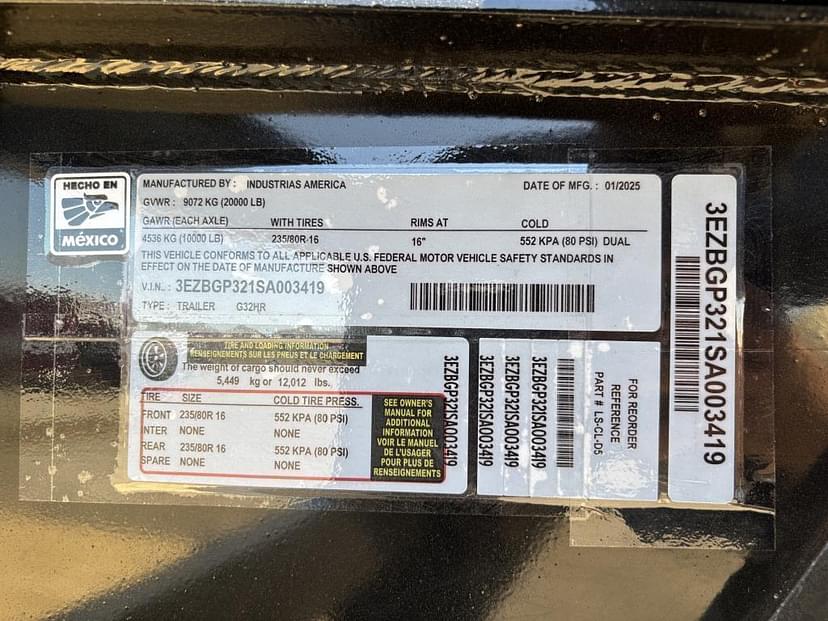 HECHO EN
MÉXICO
MANUFACTURED BY : INDUSTRIAS AMERICA DATE OF MFG. : 01/2025
GVWR : 9072 KG (20000 LB)
GAWR (EACH AXLE) WITH TIRES RIMS AT COLD
4536 KG (10000 LB) 235/80R-16 16" 552 KPA (80 PSI) DUAL
THIS VEHICLE CONFORMS TO ALL APPLICABLE U.S. FEDERAL MOTOR VEHICLE SAFETY STANDARDS IN
EFFECT ON THE DATE OF MANUFACTURE SHOWN ABOVE
V.I.N. : 3EZBGP321SA003419
TYPE : TRAILER G32HR
TIRE AND LOADING INFORMATION
RENSEIGNEMENTS SUR LES PNEUS ET LE CHARGEMENT
The weight of cargo should never exceed
5,449 kg or 12,012 lbs.
TIRE SIZE COLD TIRE PRESS.
FRONT 235/80R 16 552 KPA (80 PSI)
INTER NONE NONE
REAR 235/80R 16 552 KPA (80 PSI)
SPARE NONE NONE
SEE OWNER'S
MANUAL FOR
ADDITIONAL
INFORMATION
VOIR LE MANUEL
DE L'USAGER
POUR PLUS DE
RENSEIGNEMENTS
3EZBGP321SA003419
3EZBGP321SA003419
3EZBGP321SA003419
3EZBGP321SA003419
FOR REORDER
REFERENCE
PART # LS-GL-D5
3EZBGP321SA003419